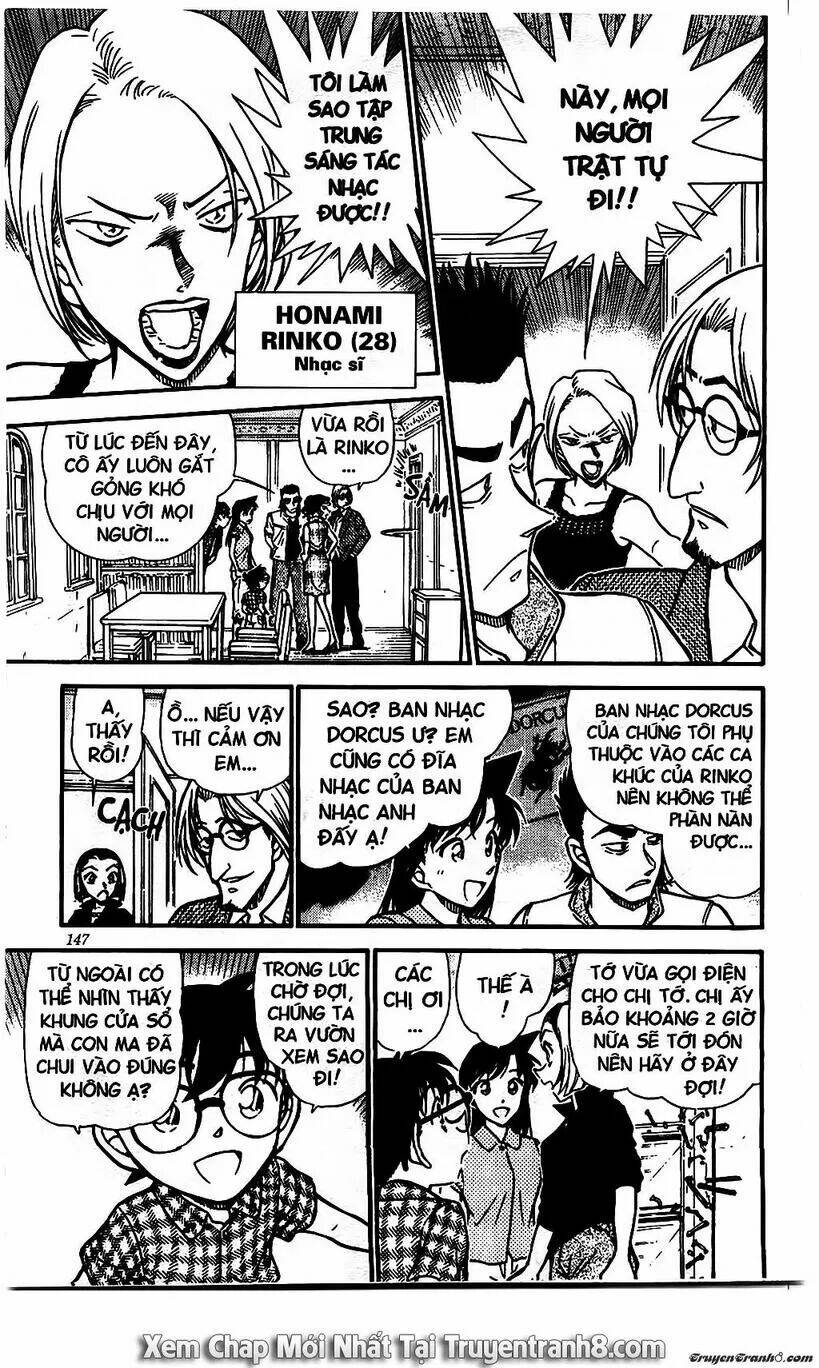 NÀY, MỌI
NGƯỜI
TRẬT TỰ
ĐI!!
TÔI LÀM
SAO TẬP
TRUNG
SÁNG TÁC
NHẠC
ĐƯỢC!!
HONAMI
RINKO (28)
Nhạc sĩ
SẦM
VỪA RỒI
LÀ RINKO
...
TỪ LÚC ĐẾN ĐÂY,
CÔ ẤY LUÔN GẮT
GỎNG KHÓ
CHỊU VỚI MỌI
NGƯỜI...
DORCUS
BAN NHẠC DORCUS
CỦA CHÚNG TÔI PHỤ
THUỘC VÀO CÁC CA
KHÚC CỦA RINKO
NÊN KHÔNG THỂ
PHÀN NÀN
ĐƯỢC...
SAO? BAN NHẠC
DORCUS Ư? EM
CŨNG CÓ ĐĨA
NHẠC CỦA BAN
NHẠC ANH
ĐẤY Ạ!
Ồ... NẾU VẬY
THÌ CẢM ƠN
EM...
A,
THẤY
RỒI!
CẠCH
147
TỚ VỪA GỌI ĐIỆN
CHO CHỊ TỚ. CHỊ ẤY
BẢO KHOẢNG 2 GIỜ
NỮA SẼ TỚI ĐÓN
NÊN HÃY Ở ĐÂY
ĐỢI!
THẾ À
!
CÁC
CHỊ ƠI
...
TRONG LÚC
CHỜ ĐỢI,
CHÚNG TA
RA VƯỜN
XEM SAO
ĐI!
TỪ NGOÀI CÓ
THỂ NHÌN THẤY
KHUNG CỬA SỔ
MÀ CON MA ĐÃ
CHUI VÀO ĐÚNG
KHÔNG Ạ?
Xem Chap Mới Nhất Tại Truyentranh8.com
TruyenTranh8.com